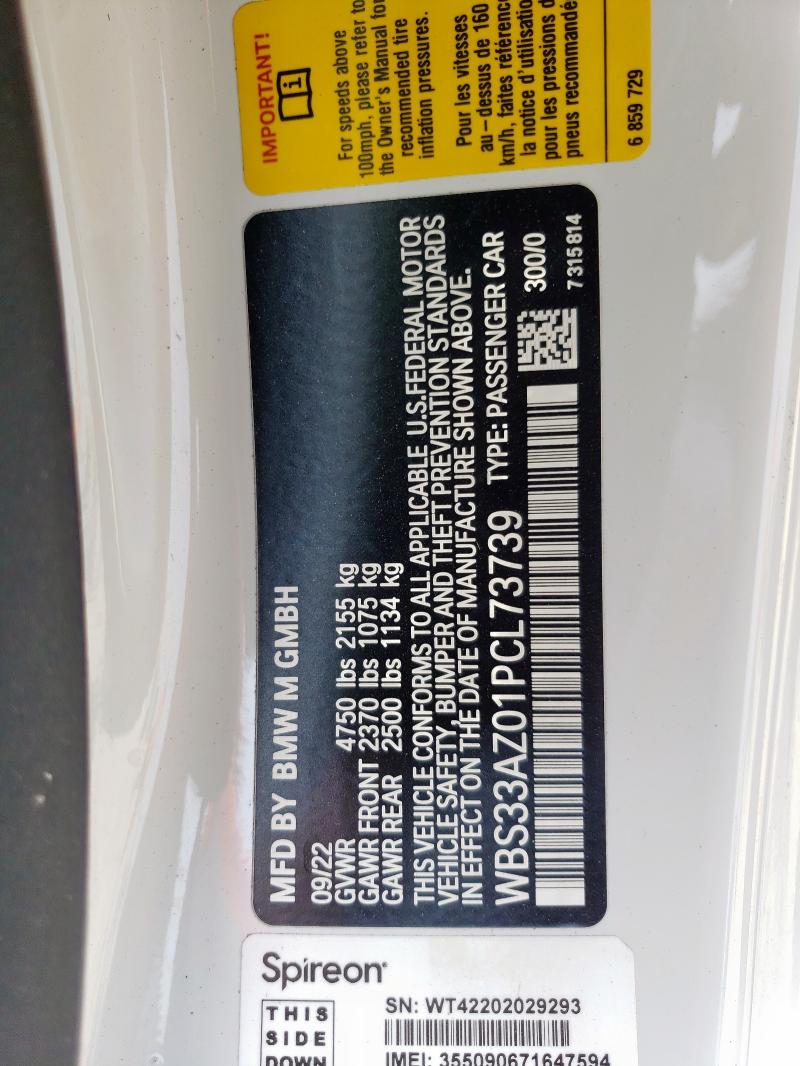 IMPORTANT!
For speeds above
100mph, please refer to
the Owner's Manual for
recommended tire
inflation pressures.
Pour les vitesses
au-dessus de 160
km/h, faites référence
la notice d'utilisation
pour les pressions de
pneus recommandé
6 859 729
MFD BY BMW M GMBH
09/22
GVWR 4750 lbs 2155 kg
GAWR FRONT 2370 lbs 1075 kg
GAWR REAR 2500 lbs 1134 kg
THIS VEHICLE CONFORMS TO ALL APPLICABLE U.S.FEDERAL MOTOR
VEHICLE SAFETY, BUMPER AND THEFT PREVENTION STANDARDS
IN EFFECT ON THE DATE OF MANUFACTURE SHOWN ABOVE.
WBS33AZ01PCL73739 TYPE: PASSENGER CAR
300/0
7 315 814
Spireon
THIS
SIDE
DOWN
SN: WT42202029293
IMEI: 355090671647594